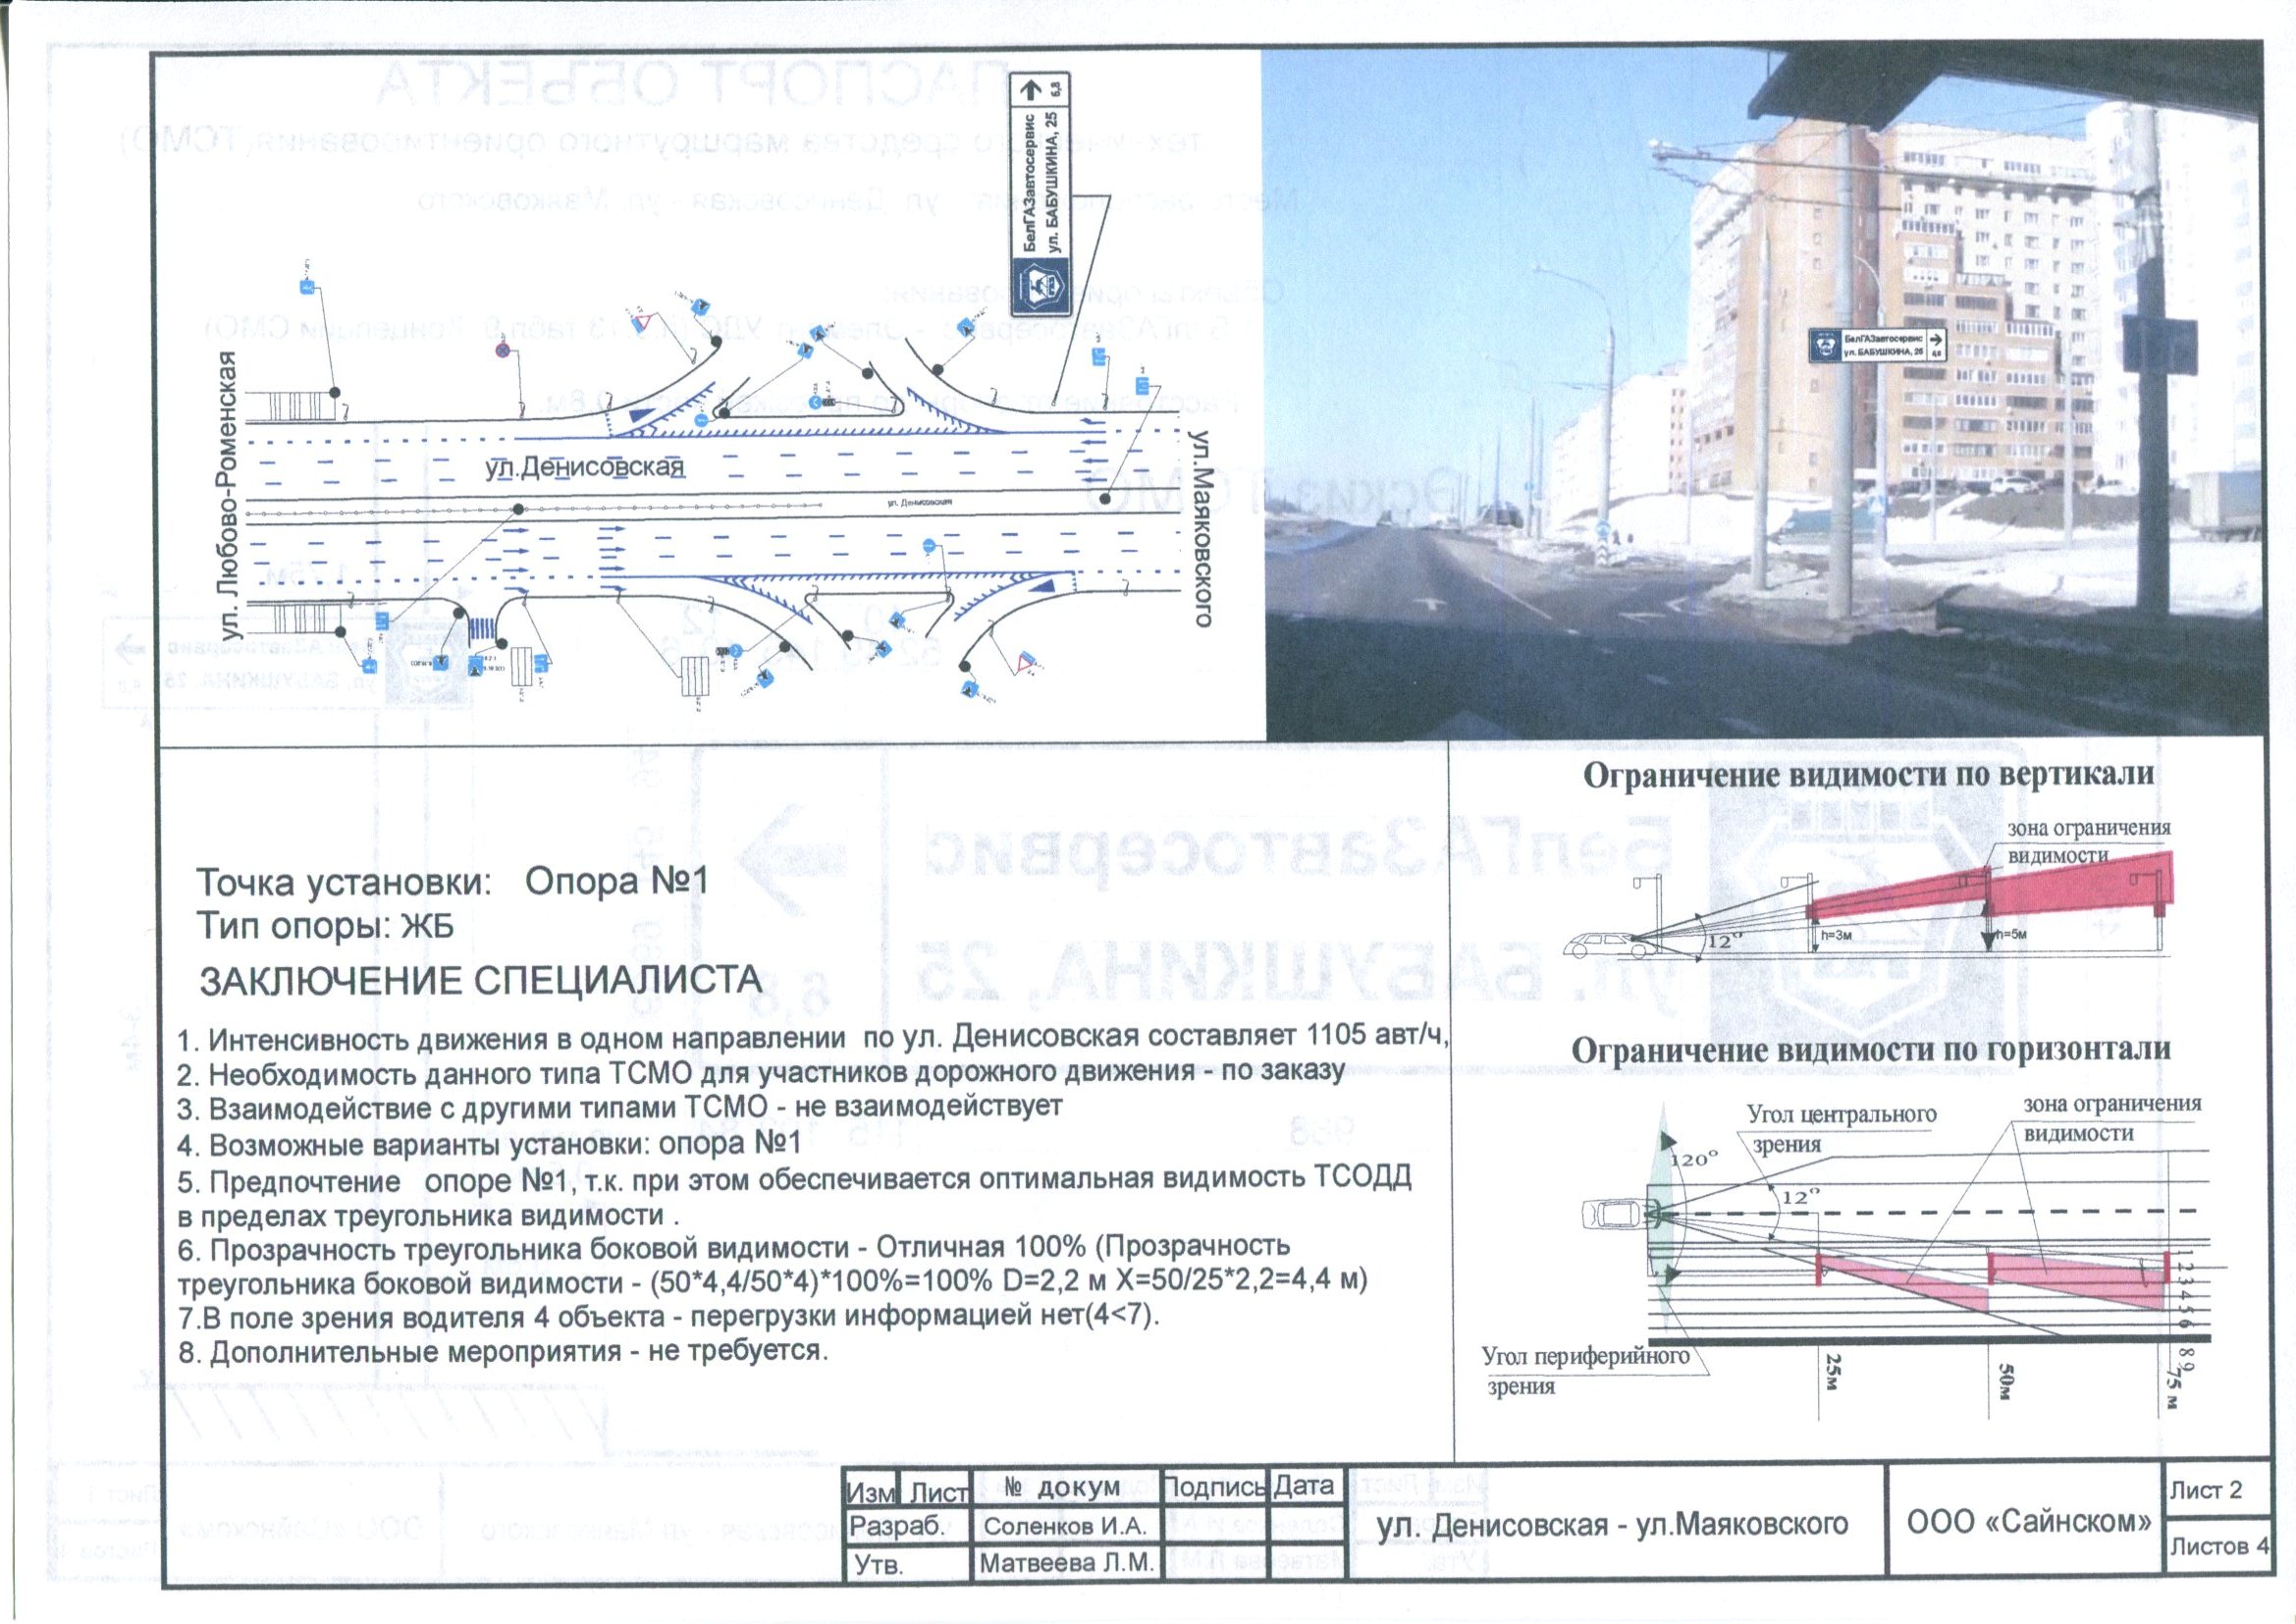 6,8
БелГАЗавтосервис
ул. БАБУШКИНА, 25
ул. Любово-Роменская
ул.Денисовская
ул. Денисовская
ул.Маяковского
БелГАЗавтосервис
ул. БАБУШКИНА, 25
6,8
Точка установки: Опора №1
Тип опоры: ЖБ
ЗАКЛЮЧЕНИЕ СПЕЦИАЛИСТА
1. Интенсивность движения в одном направлении по ул. Денисовская составляет 1105 авт/ч,
2. Необходимость данного типа ТСМО для участников дорожного движения - по заказу
3. Взаимодействие с другими типами ТСМО - не взаимодействует
4. Возможные варианты установки: опора №1
5. Предпочтение опоре №1, т.к. при этом обеспечивается оптимальная видимость ТСОДД
в пределах треугольника видимости .
6. Прозрачность треугольника боковой видимости - Отличная 100% (Прозрачность
треугольника боковой видимости - (50*4,4/50*4)*100%=100% D=2,2 м X=50/25*2,2=4,4 м)
7.В поле зрения водителя 4 объекта - перегрузки информацией нет(4<7).
8. Дополнительные мероприятия - не требуется.
Ограничение видимости по вертикали
зона ограничения
видимости
12°
h=3м
h=5м
Ограничение видимости по горизонтали
Угол центрального
зрения
зона ограничения
видимости
120°
12°
1 2 3 4 5 6 8 9
Угол периферийного
зрения
25м
50м
75 м
Изм Лист № докум Подпись Дата
Разраб. Соленков И.А.
Утв. Матвеева Л.М.
ул. Денисовская - ул.Маяковского
ООО «Сайнском»
Лист 2
Листов 4